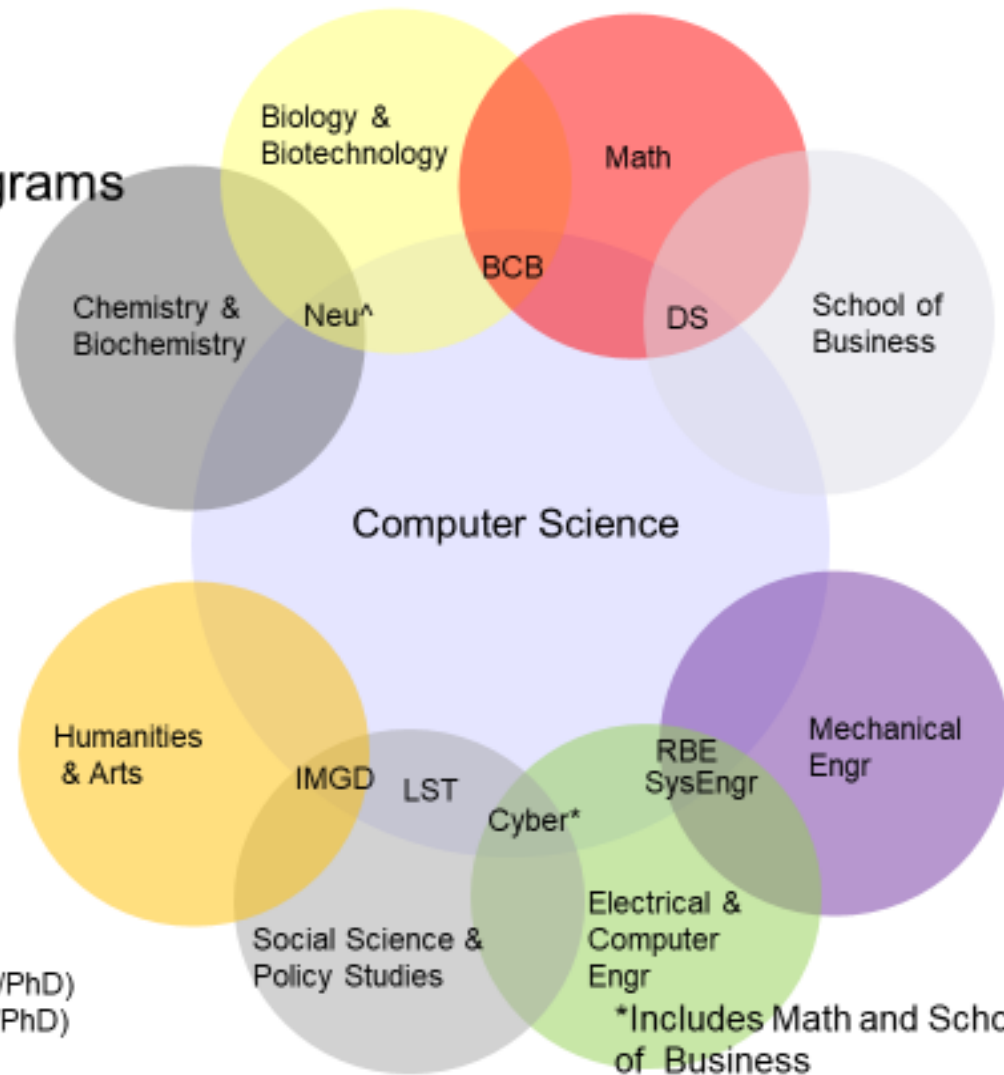 Biology &
Biotechnology
Math
grams
BCB
Chemistry &
Biochemistry
Neu^
DS
School of
Business
Computer Science
Humanities
& Arts
IMGD
LST
Cyber*
RBE
SysEngr
Mechanical
Engr
Social Science &
Policy Studies
Electrical &
Computer
Engr
/PhD)
PhD)
*Includes Math and Scho
of Business